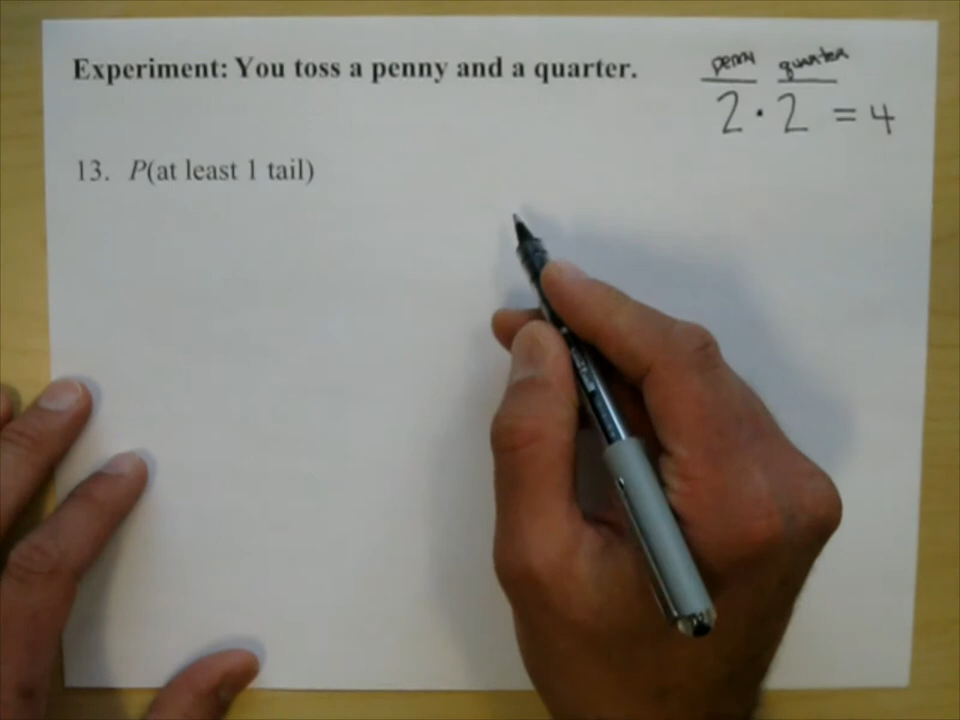 Experiment: You toss a penny and a quarter.
penny quarter
2 · 2 = 4
13. P(at least 1 tail)